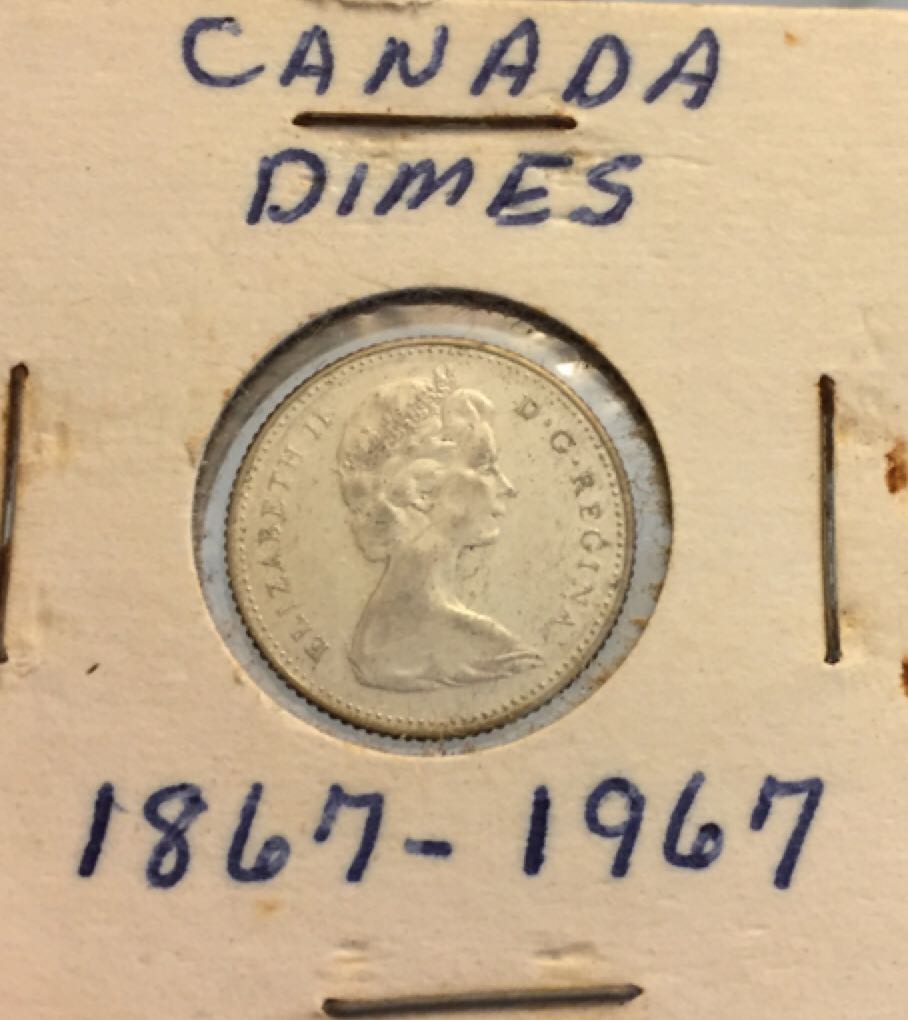 CANADA
DIMES
ELIZABETH II D·G·REGINA
1867-1967